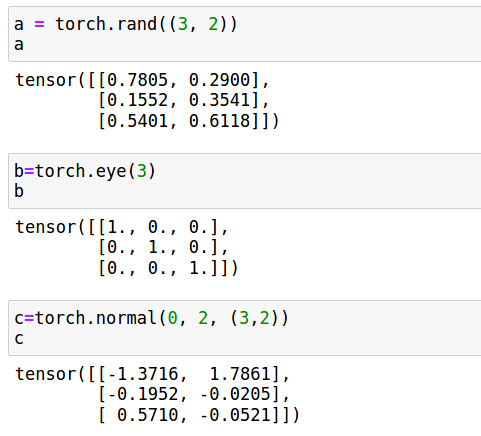 a = torch.rand((3, 2))
a
tensor([[0.7805, 0.2900],
        [0.1552, 0.3541],
        [0.5401, 0.6118]])
b=torch.eye(3)
b
tensor([[1., 0., 0.],
        [0., 1., 0.],
        [0., 0., 1.]])
c=torch.normal(0, 2, (3,2))
c
tensor([[-1.3716,  1.7861],
        [-0.1952, -0.0205],
        [ 0.5710, -0.0521]])